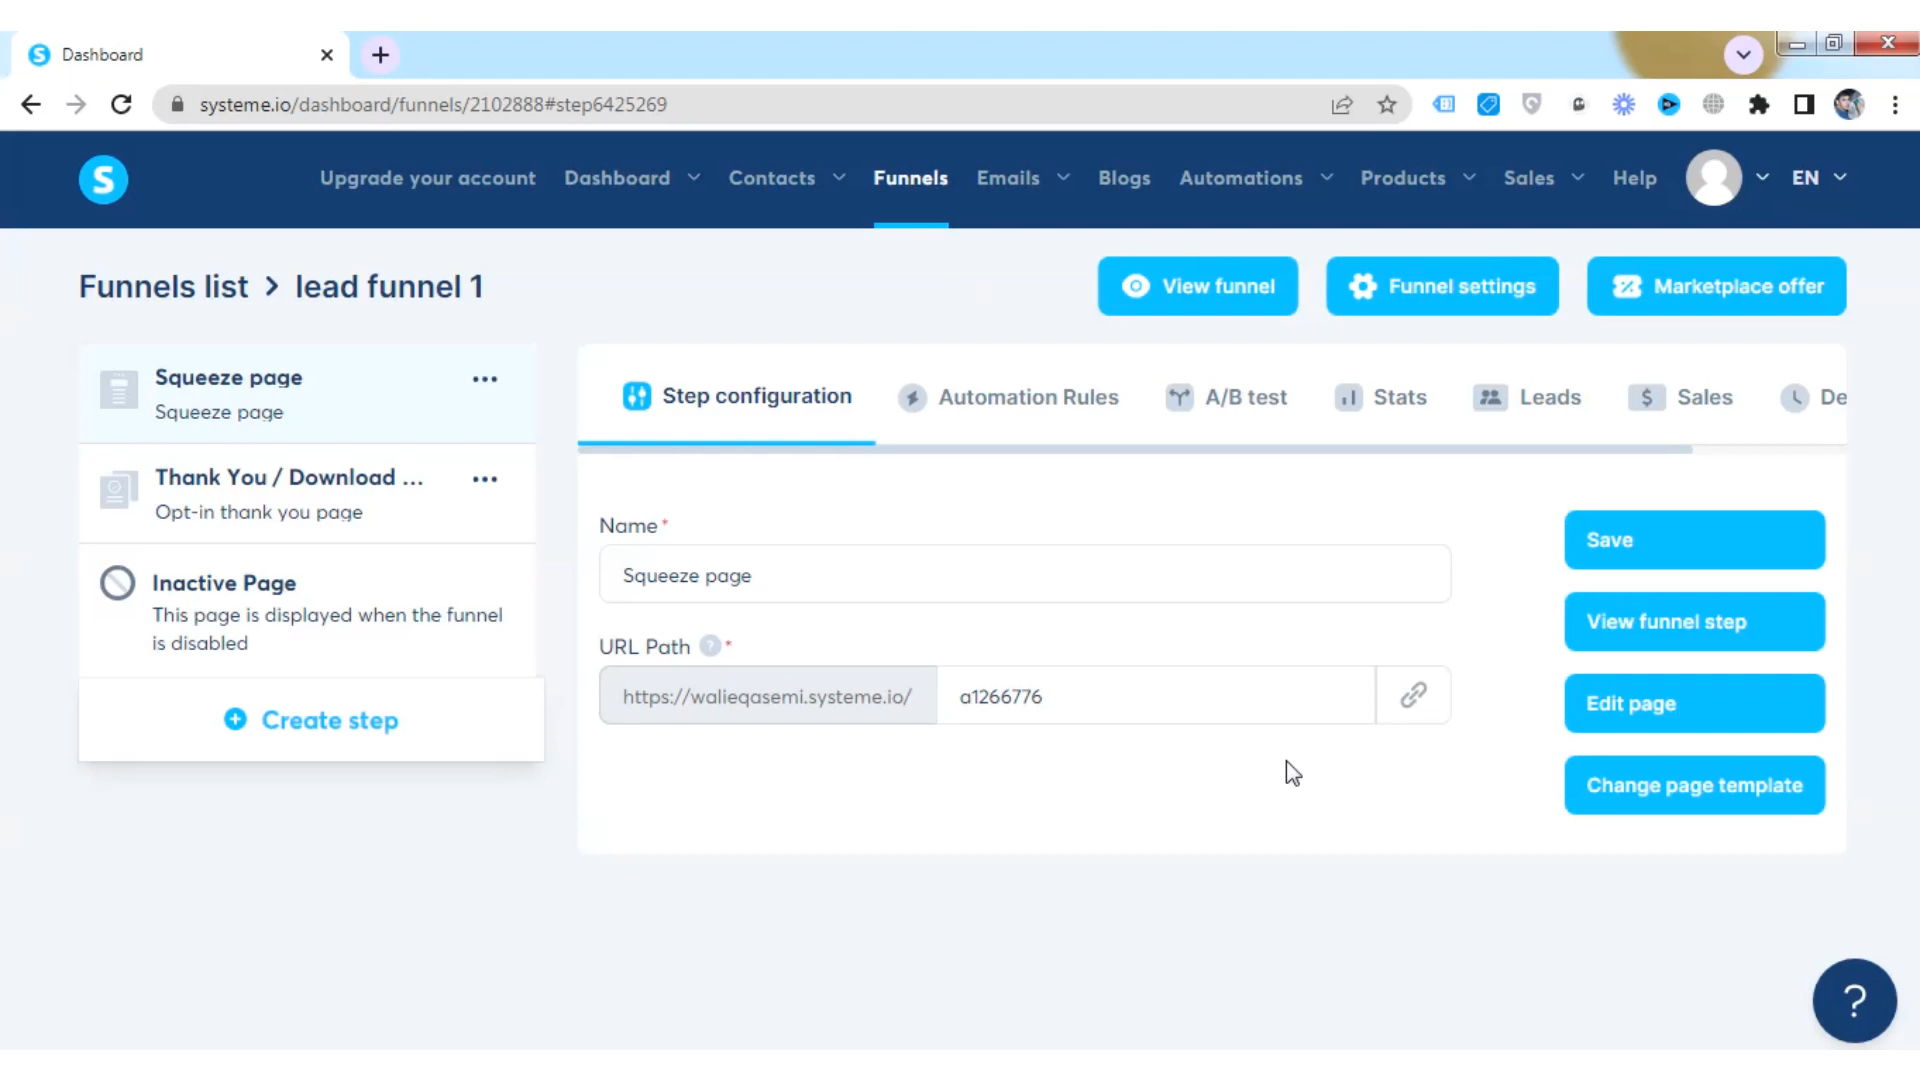 Dashboard
systeme.io/dashboard/funnels/2102888#step6425269
S
Upgrade your account Dashboard Contacts Funnels Emails Blogs Automations Products Sales Help EN
Funnels list > lead funnel 1
View funnel
Funnel settings
Marketplace offer
Squeeze page
Squeeze page
Thank You / Download ...
Opt-in thank you page
Inactive Page
This page is displayed when the funnel
is disabled
Create step
Step configuration Automation Rules A/B test Stats Leads $ Sales De
Name *
Squeeze page
URL Path ? *
https://walieqasemi.systeme.io/ a1266776
Save
View funnel step
Edit page
Change page template
?